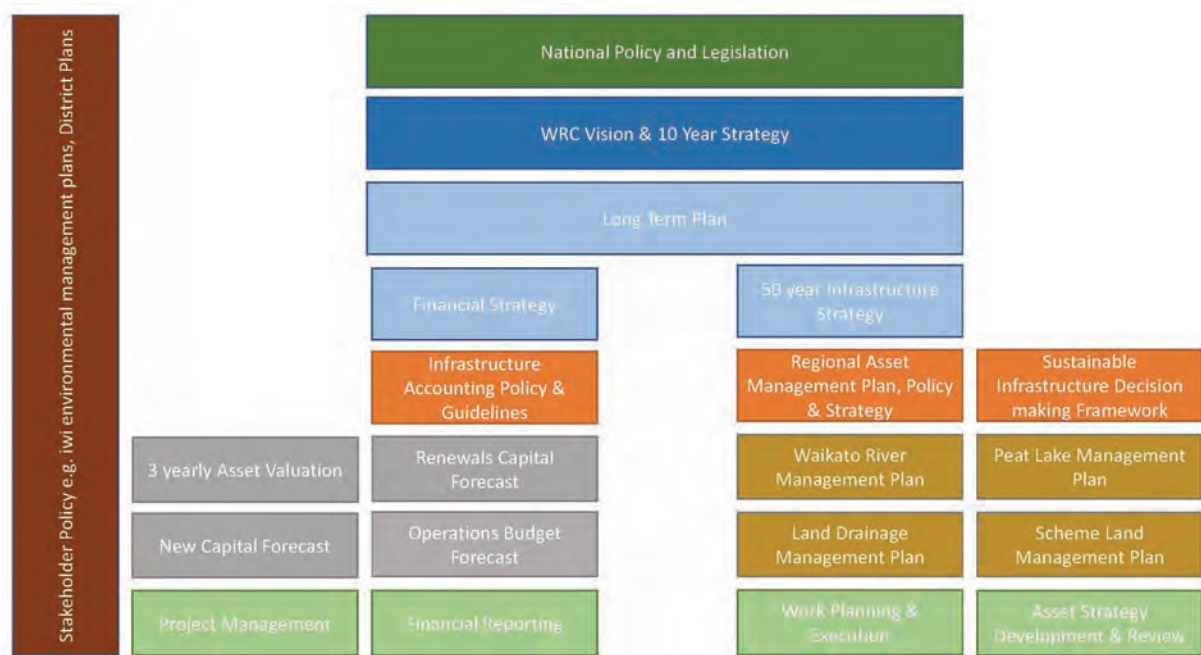 Stakeholder Policy e.g. iwi environmental management plans, District Plans
National Policy and Legislation
WRC Vision & 10 Year Strategy
Long Term Plan
Financial Strategy
50 year Infrastructure
Strategy
Infrastructure
Accounting Policy &
Guidelines
Regional Asset
Management Plan, Policy
& Strategy
Sustainable
Infrastructure Decision
making Framework
3 yearly Asset Valuation
Renewals Capital
Forecast
Waikato River
Management Plan
Peat Lake Management
Plan
New Capital Forecast
Operations Budget
Forecast
Land Drainage
Management Plan
Scheme Land
Management Plan
Project Management
Financial Reporting
Work Planning &
Execution
Asset Strategy
Development & Review